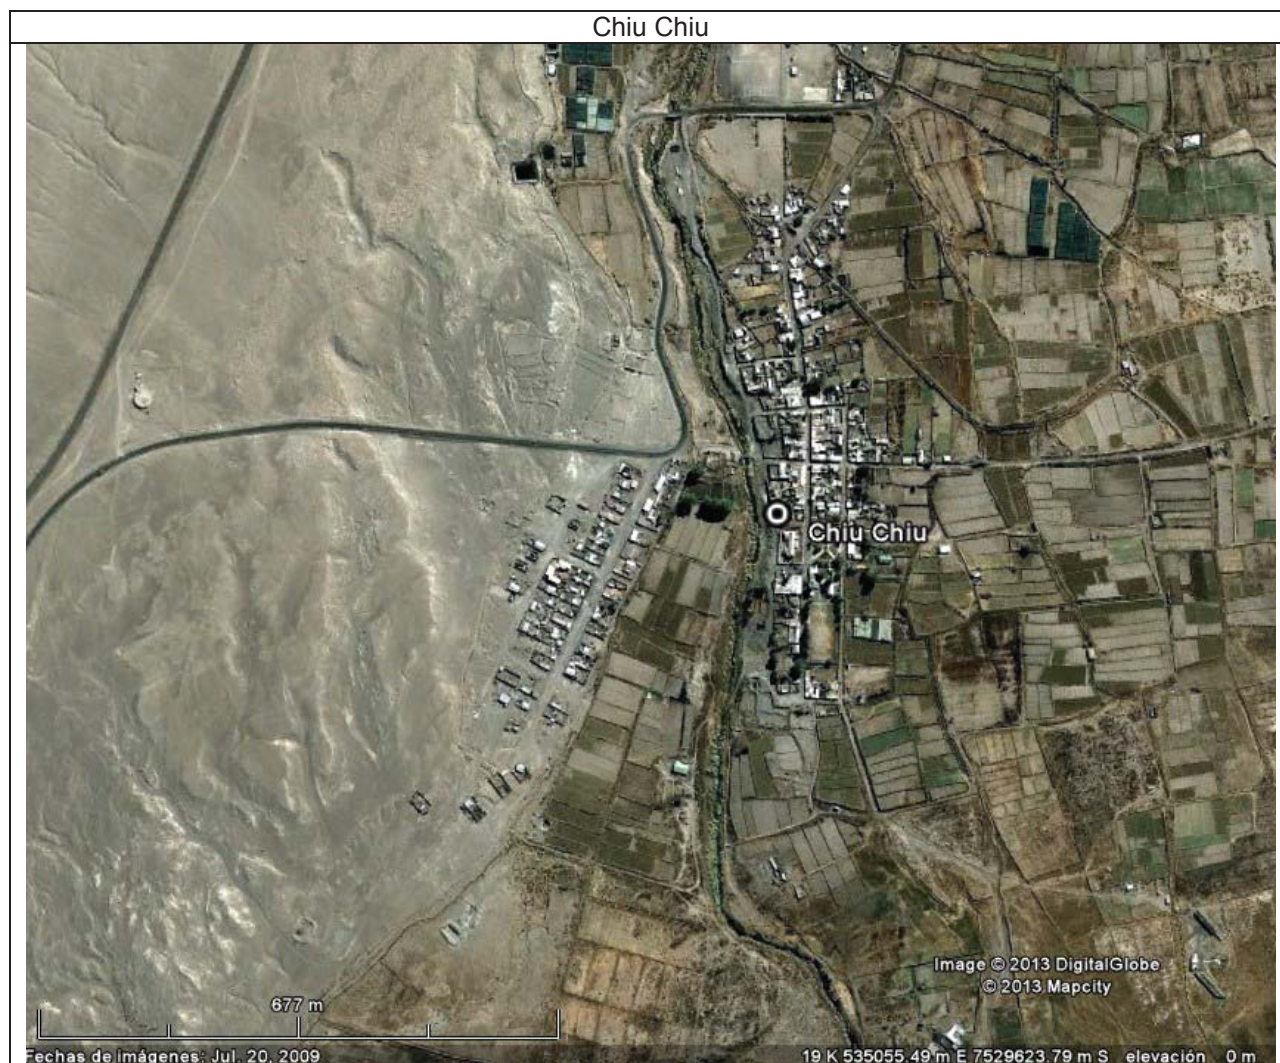 Chiu Chiu
Chiu Chiu
Image © 2013 DigitalGlobe
© 2013 Mapcity
677 m
Fechas de imágenes: Jul. 20, 2009
19 K 535055.49 m E 7529623.79 m S elevación 0 m